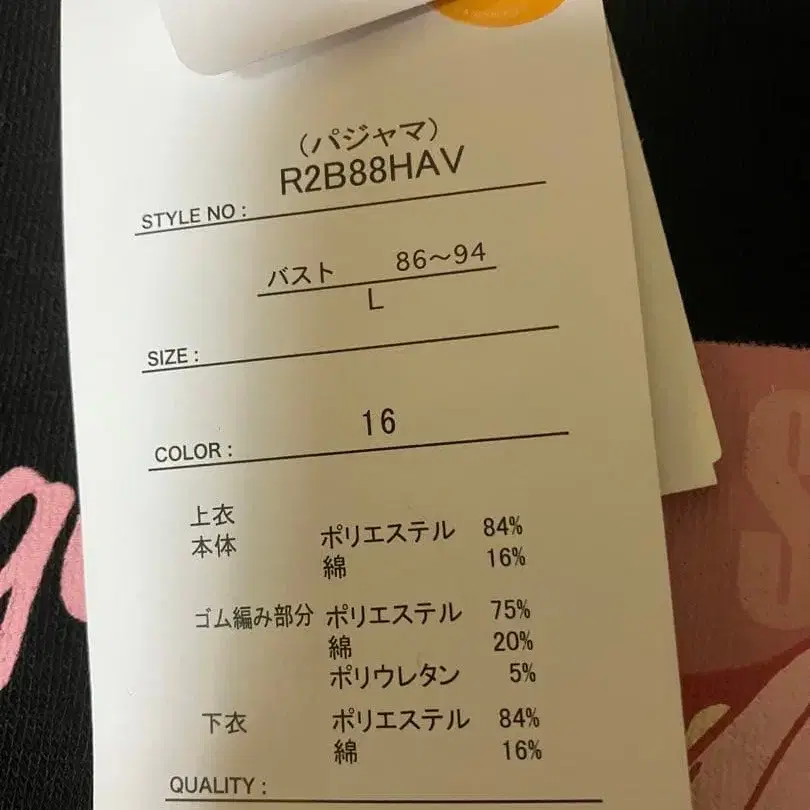 (パジャマ)
R2B88HAV
STYLE NO :
バスト 86～94
L
SIZE :
16
COLOR :
上衣
本体 ポリエステル 84%
綿 16%
ゴム編み部分 ポリエステル 75%
綿 20%
ポリウレタン 5%
下衣 ポリエステル 84%
綿 16%
QUALITY :